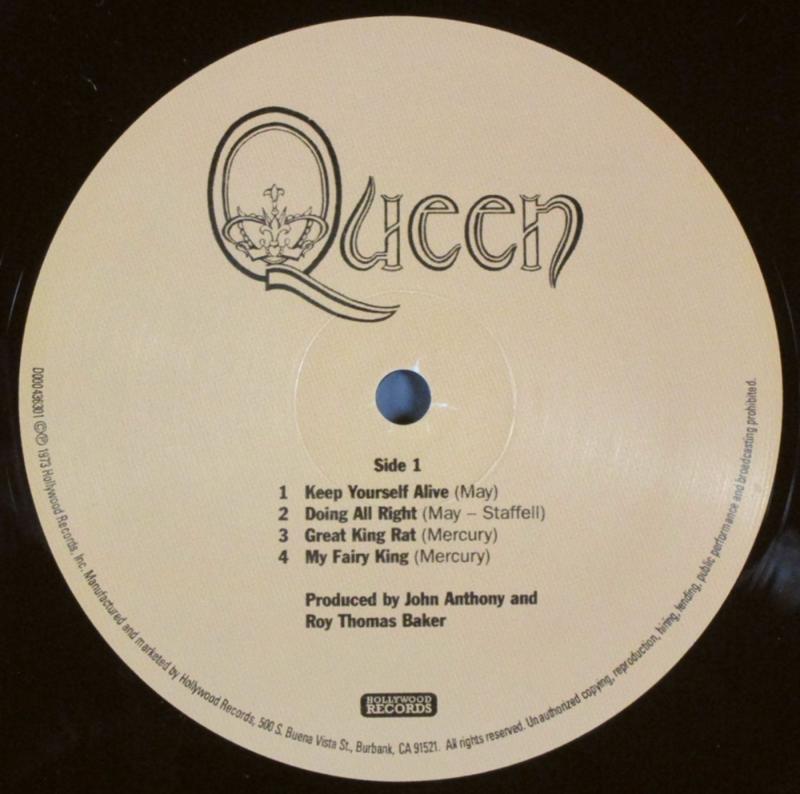 Queen
Side 1
1 Keep Yourself Alive (May)
2 Doing All Right (May – Staffell)
3 Great King Rat (Mercury)
4 My Fairy King (Mercury)
Produced by John Anthony and
Roy Thomas Baker
HOLLYWOOD
RECORDS
D000436301 ©℗ 1973 Hollywood Records, Inc. Manufactured and marketed by Hollywood Records, 500 S. Buena Vista St., Burbank, CA 91521. All rights reserved. Unauthorized copying, reproduction, hiring, lending, public performance and broadcasting prohibited.